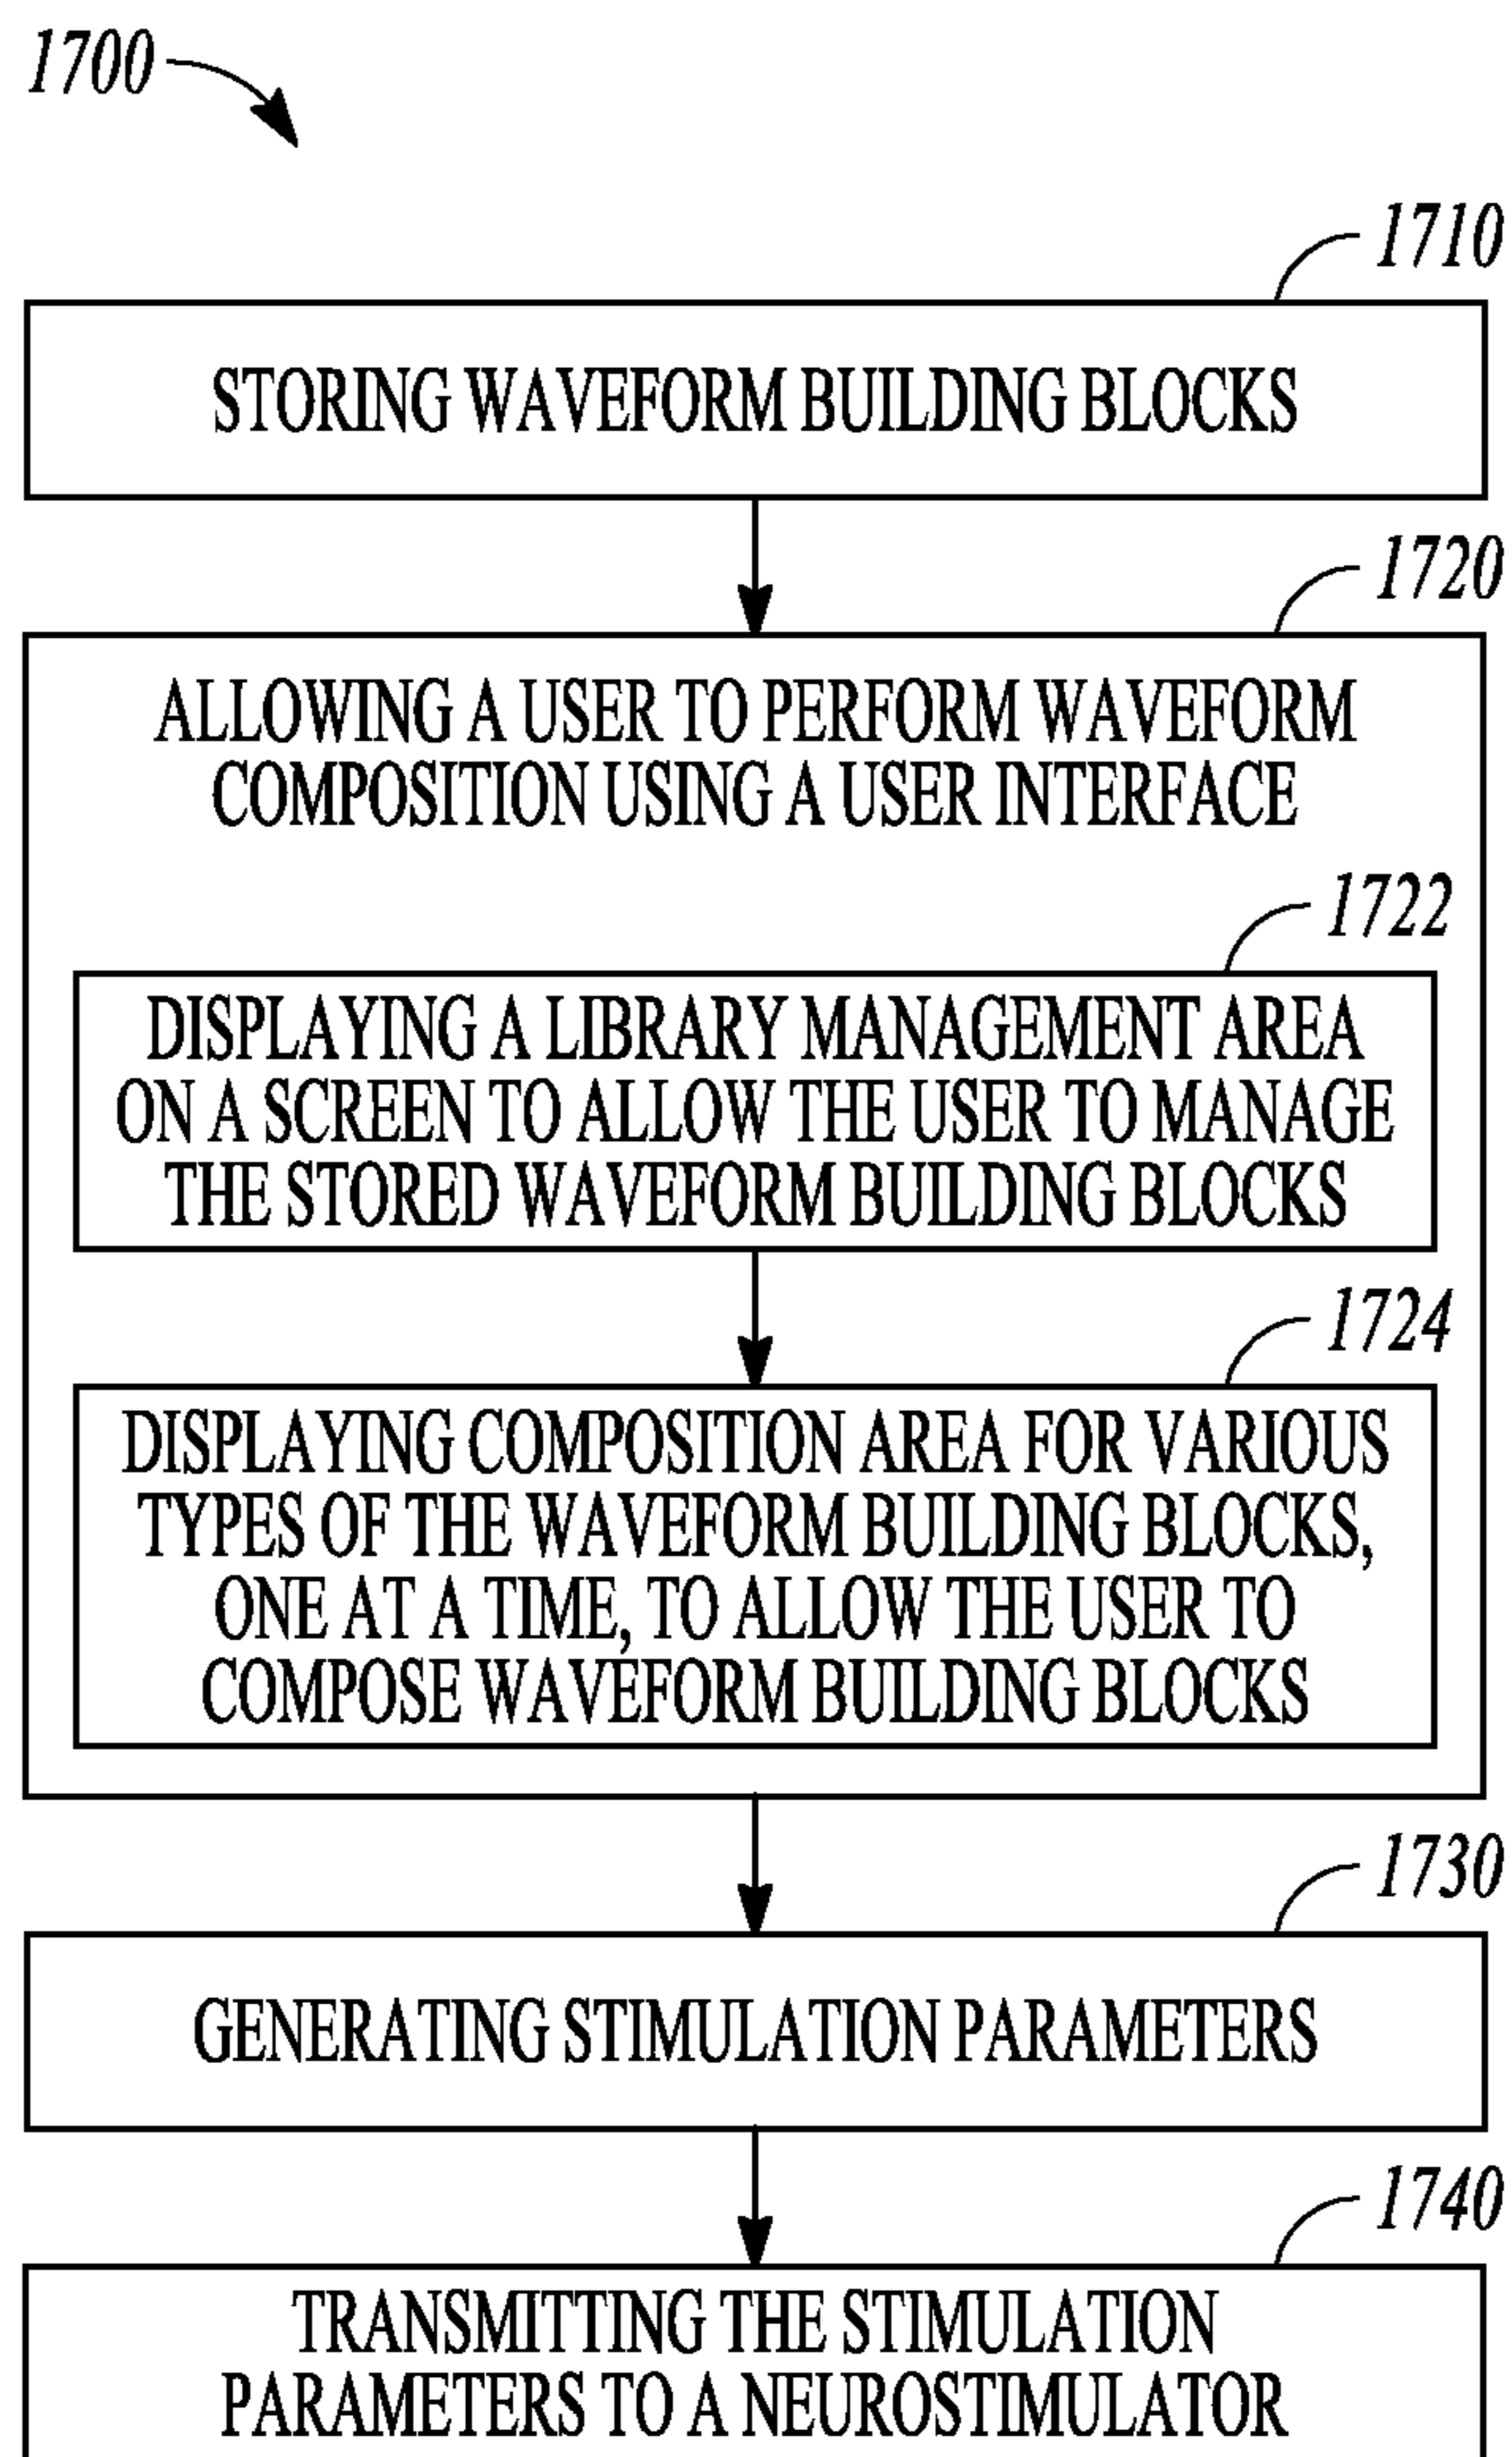 1700
1710
STORING WAVEFORM BUILDING BLOCKS
1720
ALLOWING A USER TO PERFORM WAVEFORM
COMPOSITION USING A USER INTERFACE
1722
DISPLAYING A LIBRARY MANAGEMENT AREA
ON A SCREEN TO ALLOW THE USER TO MANAGE
THE STORED WAVEFORM BUILDING BLOCKS
1724
DISPLAYING COMPOSITION AREA FOR VARIOUS
TYPES OF THE WAVEFORM BUILDING BLOCKS,
ONE AT A TIME, TO ALLOW THE USER TO
COMPOSE WAVEFORM BUILDING BLOCKS
1730
GENERATING STIMULATION PARAMETERS
1740
TRANSMITTING THE STIMULATION
PARAMETERS TO A NEUROSTIMULATOR